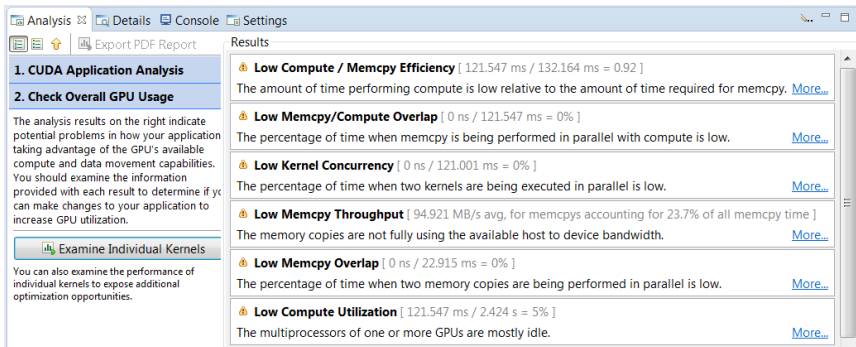 Analysis Details Console Settings
Export PDF Report
1. CUDA Application Analysis
2. Check Overall GPU Usage
The analysis results on the right indicate
potential problems in how your application
taking advantage of the GPU's available
compute and data movement capabilities.
You should examine the information
provided with each result to determine if yo
can make changes to your application to
increase GPU utilization.
Examine Individual Kernels
You can also examine the performance of
individual kernels to expose additional
optimization opportunities.
Results
Low Compute / Memcpy Efficiency [ 121.547 ms / 132.164 ms = 0.92 ]
The amount of time performing compute is low relative to the amount of time required for memcpy. More...
Low Memcpy/Compute Overlap [ 0 ns / 121.547 ms = 0% ]
The percentage of time when memcpy is being performed in parallel with compute is low. More...
Low Kernel Concurrency [ 0 ns / 121.001 ms = 0% ]
The percentage of time when two kernels are being executed in parallel is low. More...
Low Memcpy Throughput [ 94.921 MB/s avg, for memcpys accounting for 23.7% of all memcpy time ]
The memory copies are not fully using the available host to device bandwidth. More...
Low Memcpy Overlap [ 0 ns / 22.915 ms = 0% ]
The percentage of time when two memory copies are being performed in parallel is low. More...
Low Compute Utilization [ 121.547 ms / 2.424 s = 5% ]
The multiprocessors of one or more GPUs are mostly idle. More...